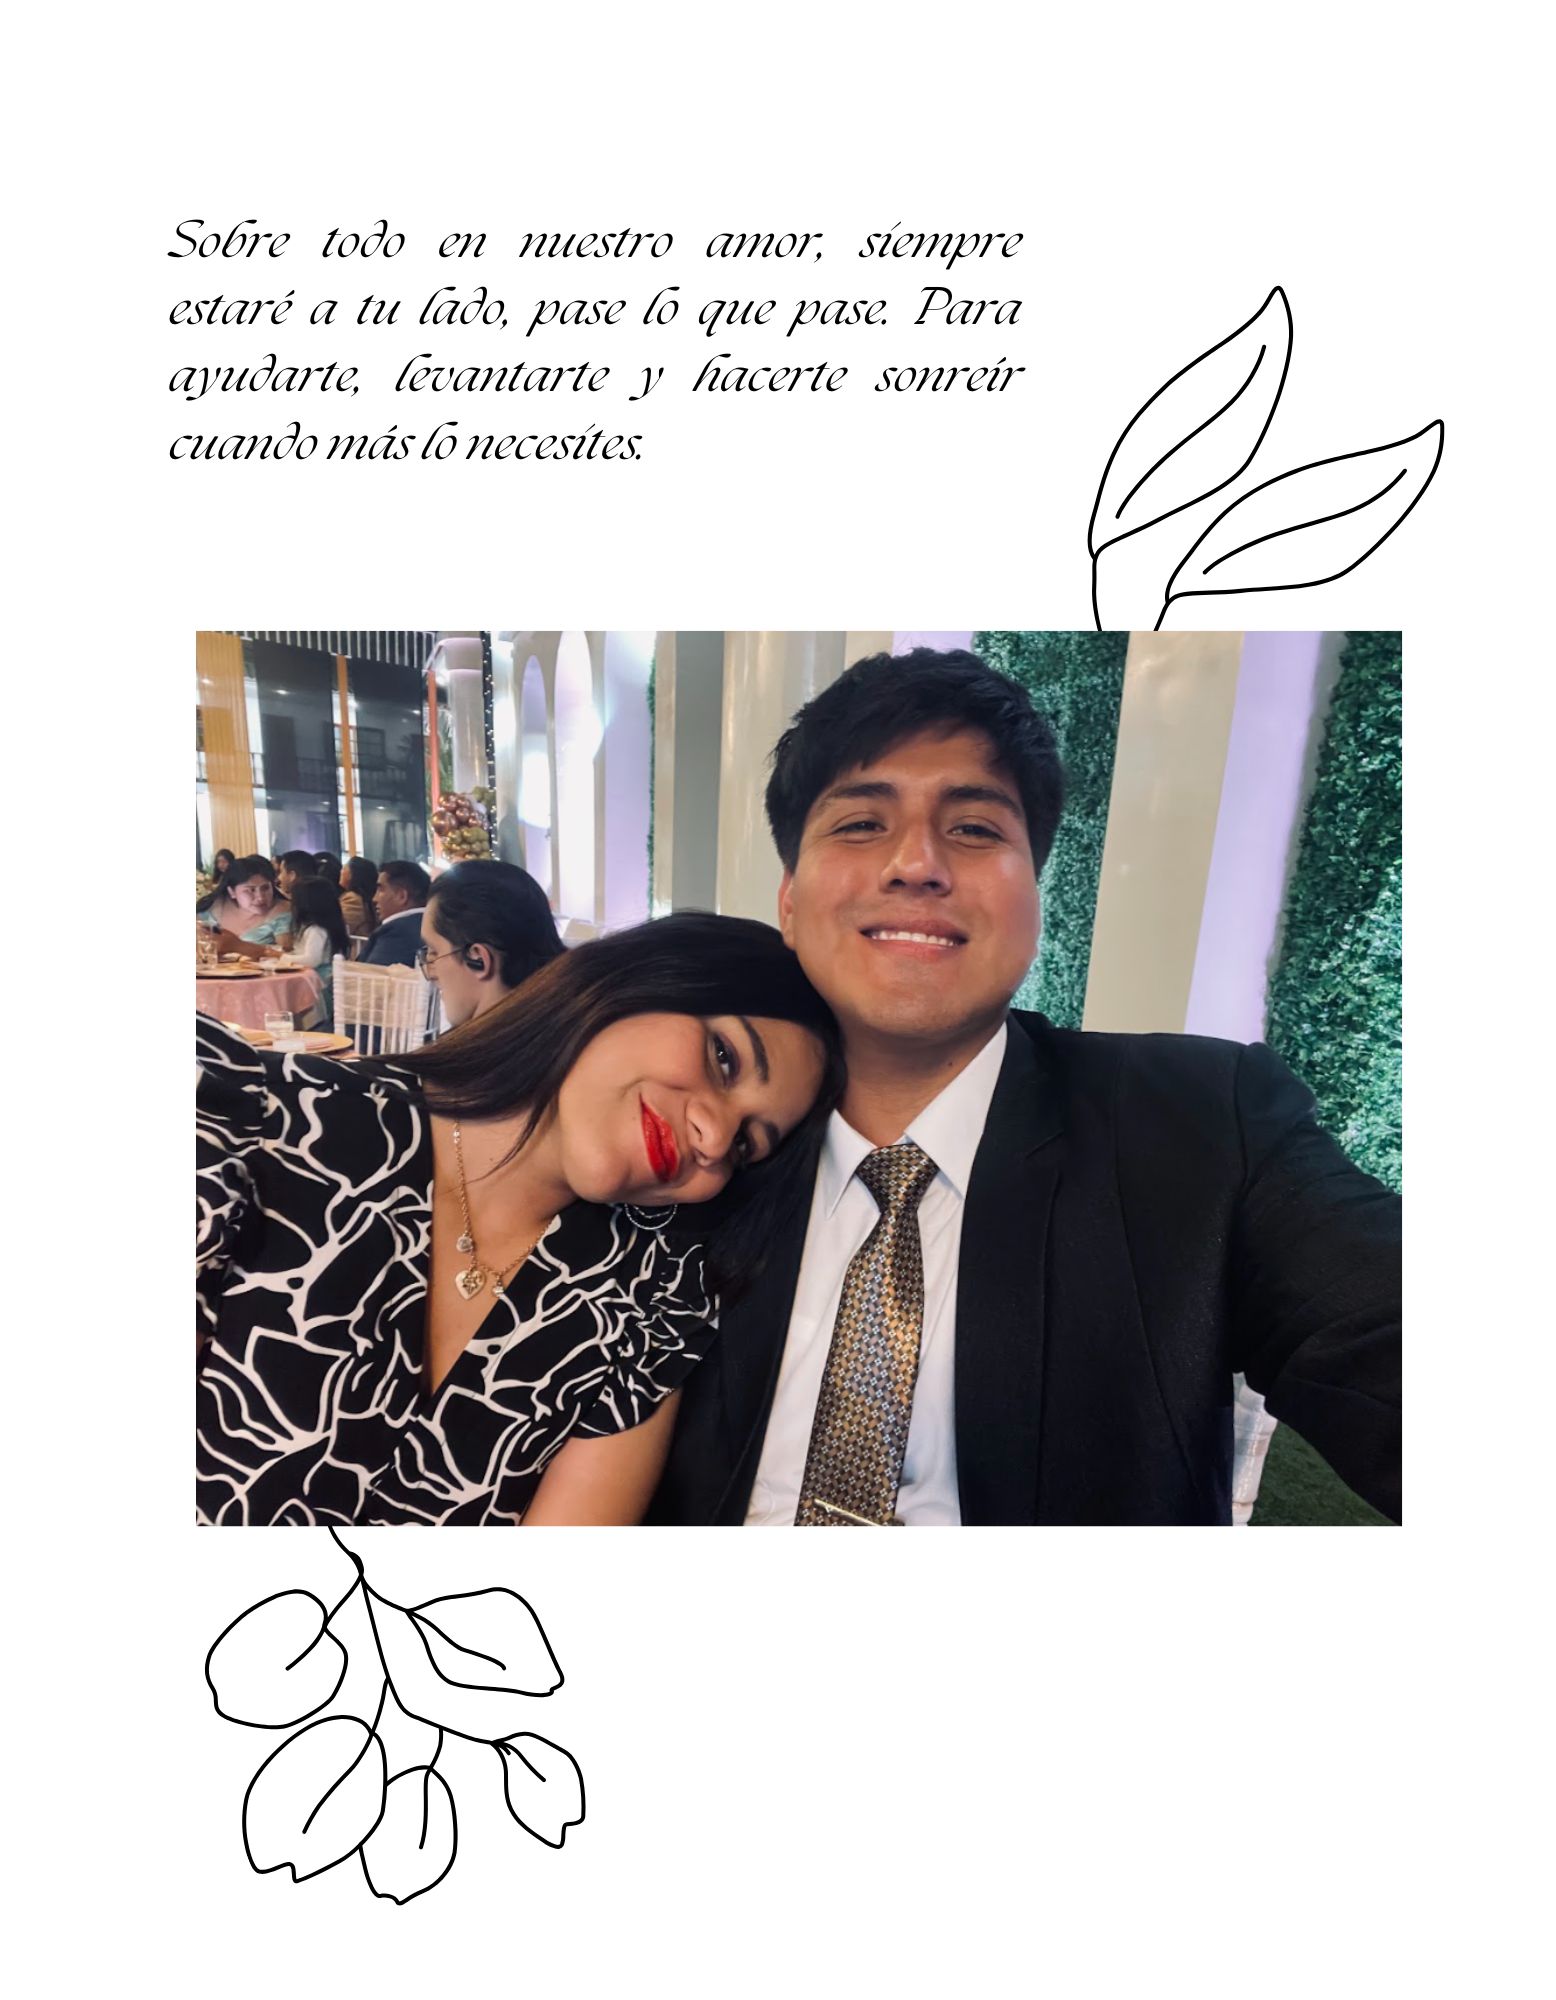 Sobre todo en nuestro amor, siempre
estaré a tu lado, pase lo que pase. Para
ayudarte, levantarte y hacerte sonreír
cuando más lo necesites.